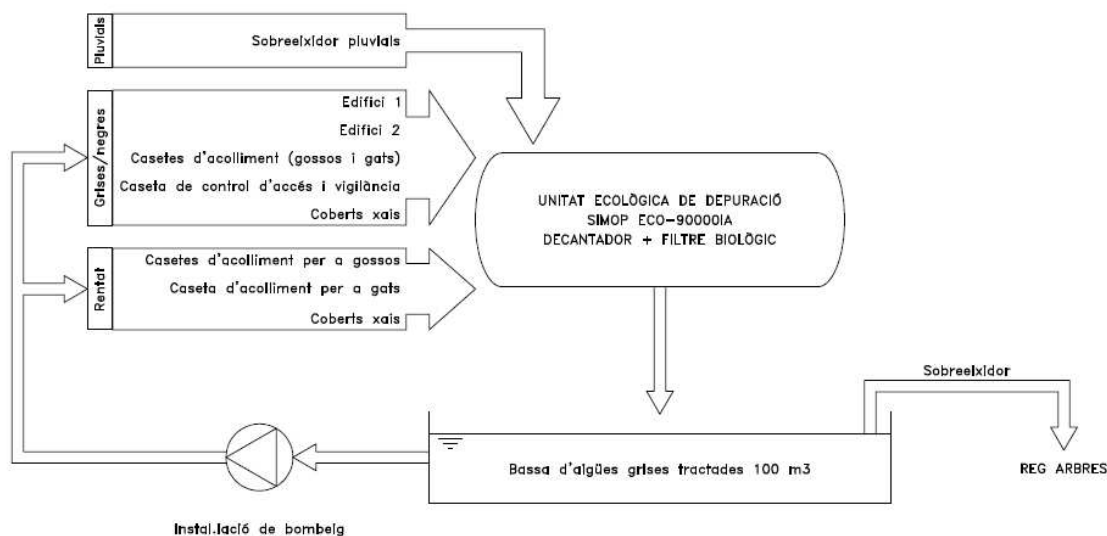 Pluvials
Sobreeixidor pluvials
Grises/negres
Edifici 1
Edifici 2
Casetes d'acolliment (gossos i gats)
Caseta de control d'accés i vigilància
Coberts xais
Rentat
Casetes d'acolliment per a gossos
Caseta d'acolliment per a gats
Coberts xais
UNITAT ECOLÒGICA DE DEPURACIÓ
SIMOP ECO-90000IA
DECANTADOR + FILTRE BIOLÒGIC
Sobreeixidor
Bassa d'aigües grises tractades 100 m3
REG ARBRES
Instal.lació de bombeig